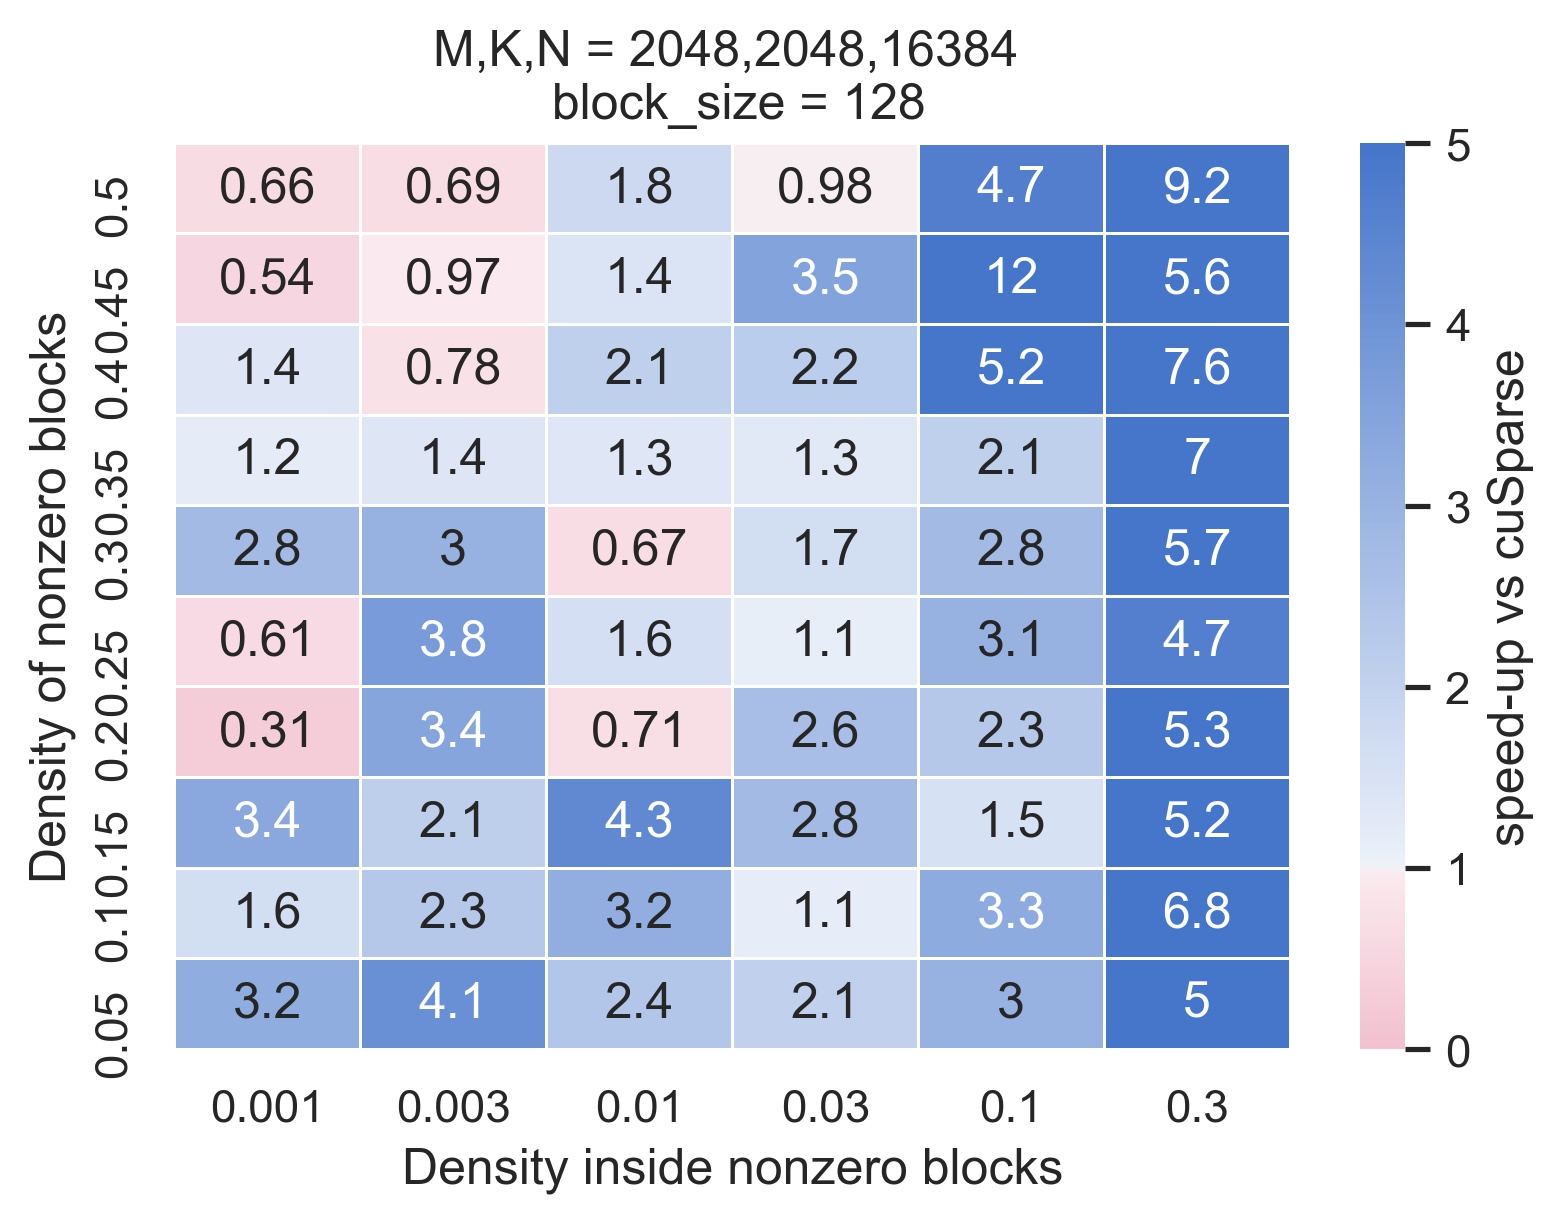 M,K,N = 2048,2048,16384
block_size = 128
Density of nonzero blocks
0.5 0.66 0.69 1.8 0.98 4.7 9.2
0.45 0.54 0.97 1.4 3.5 12 5.6
0.4 1.4 0.78 2.1 2.2 5.2 7.6
0.35 1.2 1.4 1.3 1.3 2.1 7
0.3 2.8 3 0.67 1.7 2.8 5.7
0.25 0.61 3.8 1.6 1.1 3.1 4.7
0.2 0.31 3.4 0.71 2.6 2.3 5.3
0.15 3.4 2.1 4.3 2.8 1.5 5.2
0.1 1.6 2.3 3.2 1.1 3.3 6.8
0.05 3.2 4.1 2.4 2.1 3 5
0.001 0.003 0.01 0.03 0.1 0.3
Density inside nonzero blocks
5
4
3
2
1
0
speed-up vs cuSparse